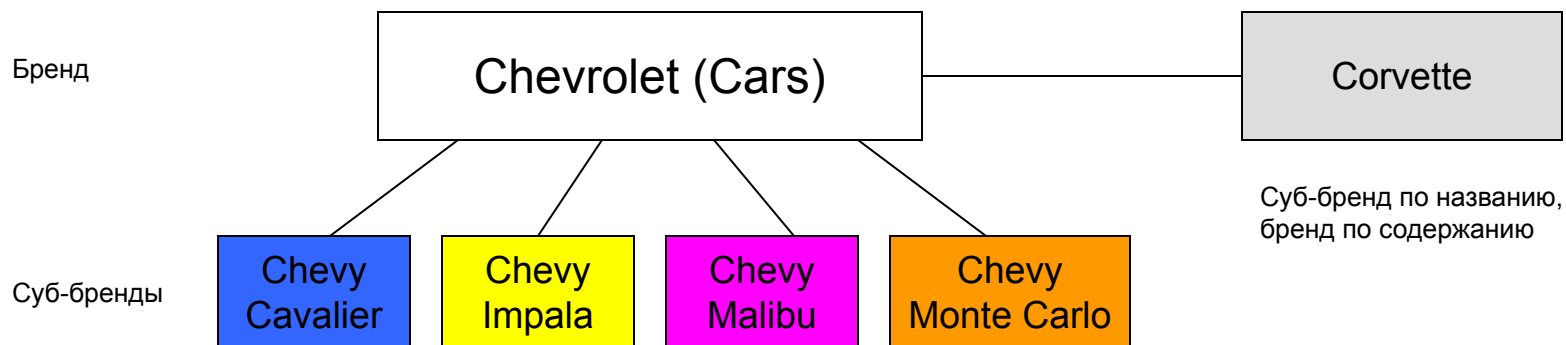 Бренд
Chevrolet (Cars)
Corvette
Суб-бренд по названию,
бренд по содержанию
Суб-бренды
Chevy
Cavalier
Chevy
Impala
Chevy
Malibu
Chevy
Monte Carlo